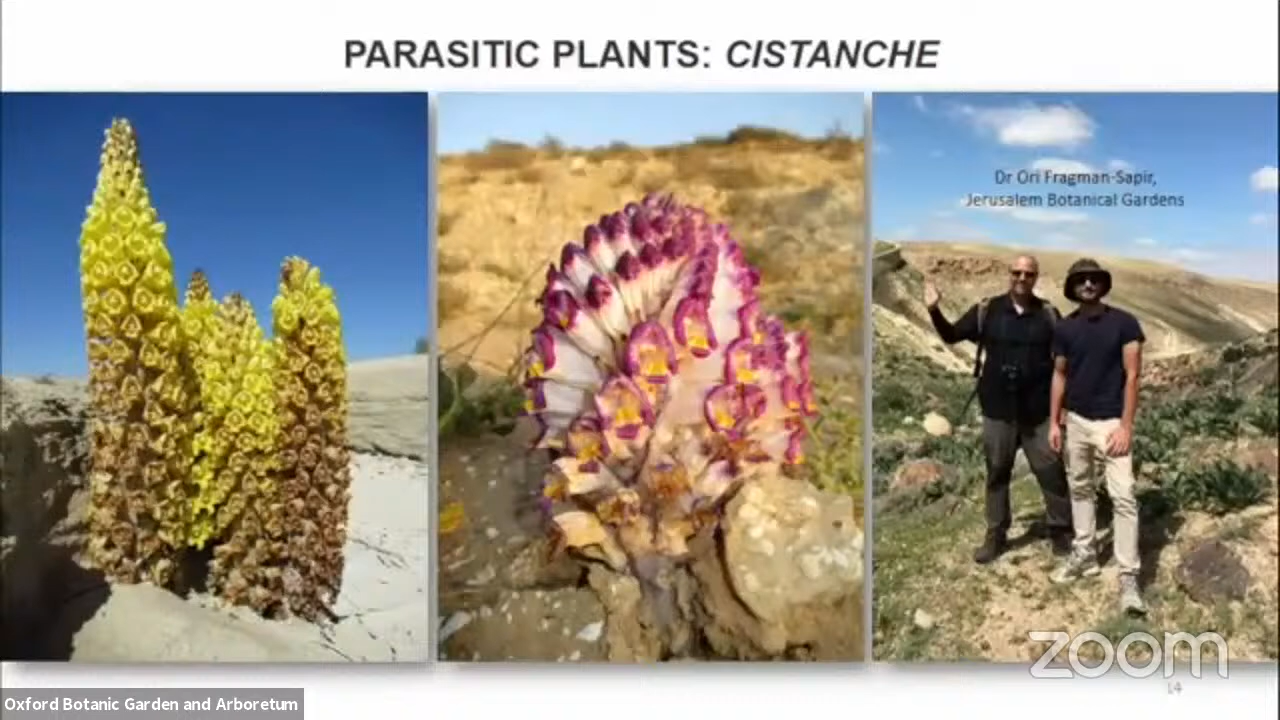 PARASITIC PLANTS: CISTANCHE
Dr Ori Fragman-Sapir,
Jerusalem Botanical Gardens
zoom
14
Oxford Botanic Garden and Arboretum